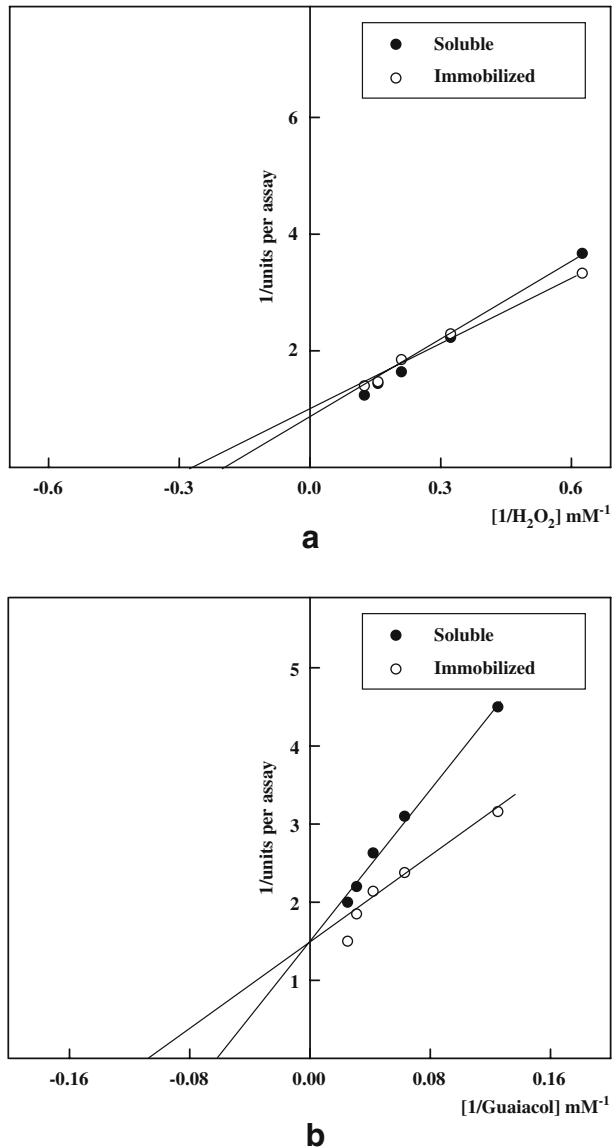 Soluble
Immobilized
6
4
2
1/units per assay
-0.6 -0.3 0.0 0.3 0.6
[1/H₂O₂] mM⁻¹
a
Soluble
Immobilized
5
4
3
2
1
1/units per assay
-0.16 -0.08 0.00 0.08 0.16
[1/Guaiacol] mM⁻¹
b